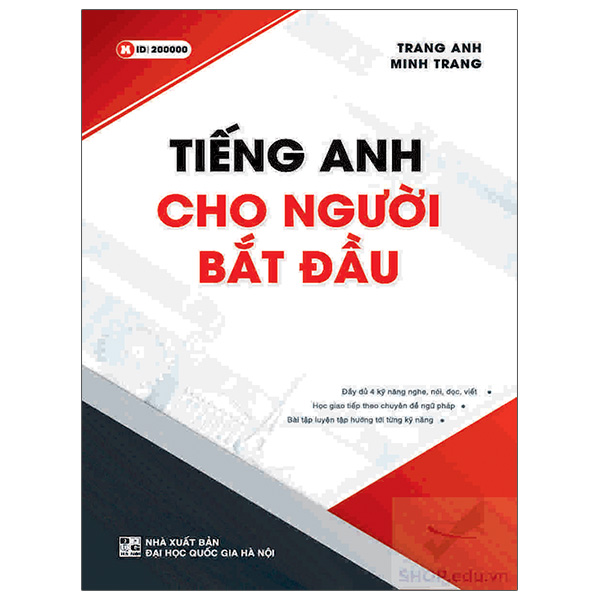 ID|200000
TRANG ANH
MINH TRANG
TIẾNG ANH
CHO NGƯỜI
BẮT ĐẦU
Đầy đủ 4 kỹ năng nghe, nói, đọc, viết •
Học giao tiếp theo chuyên đề ngữ pháp •
Bài tập luyện tập hướng tới từng kỹ năng •
NHÀ XUẤT BẢN
ĐẠI HỌC QUỐC GIA HÀ NỘI
SHOP.edu.vn